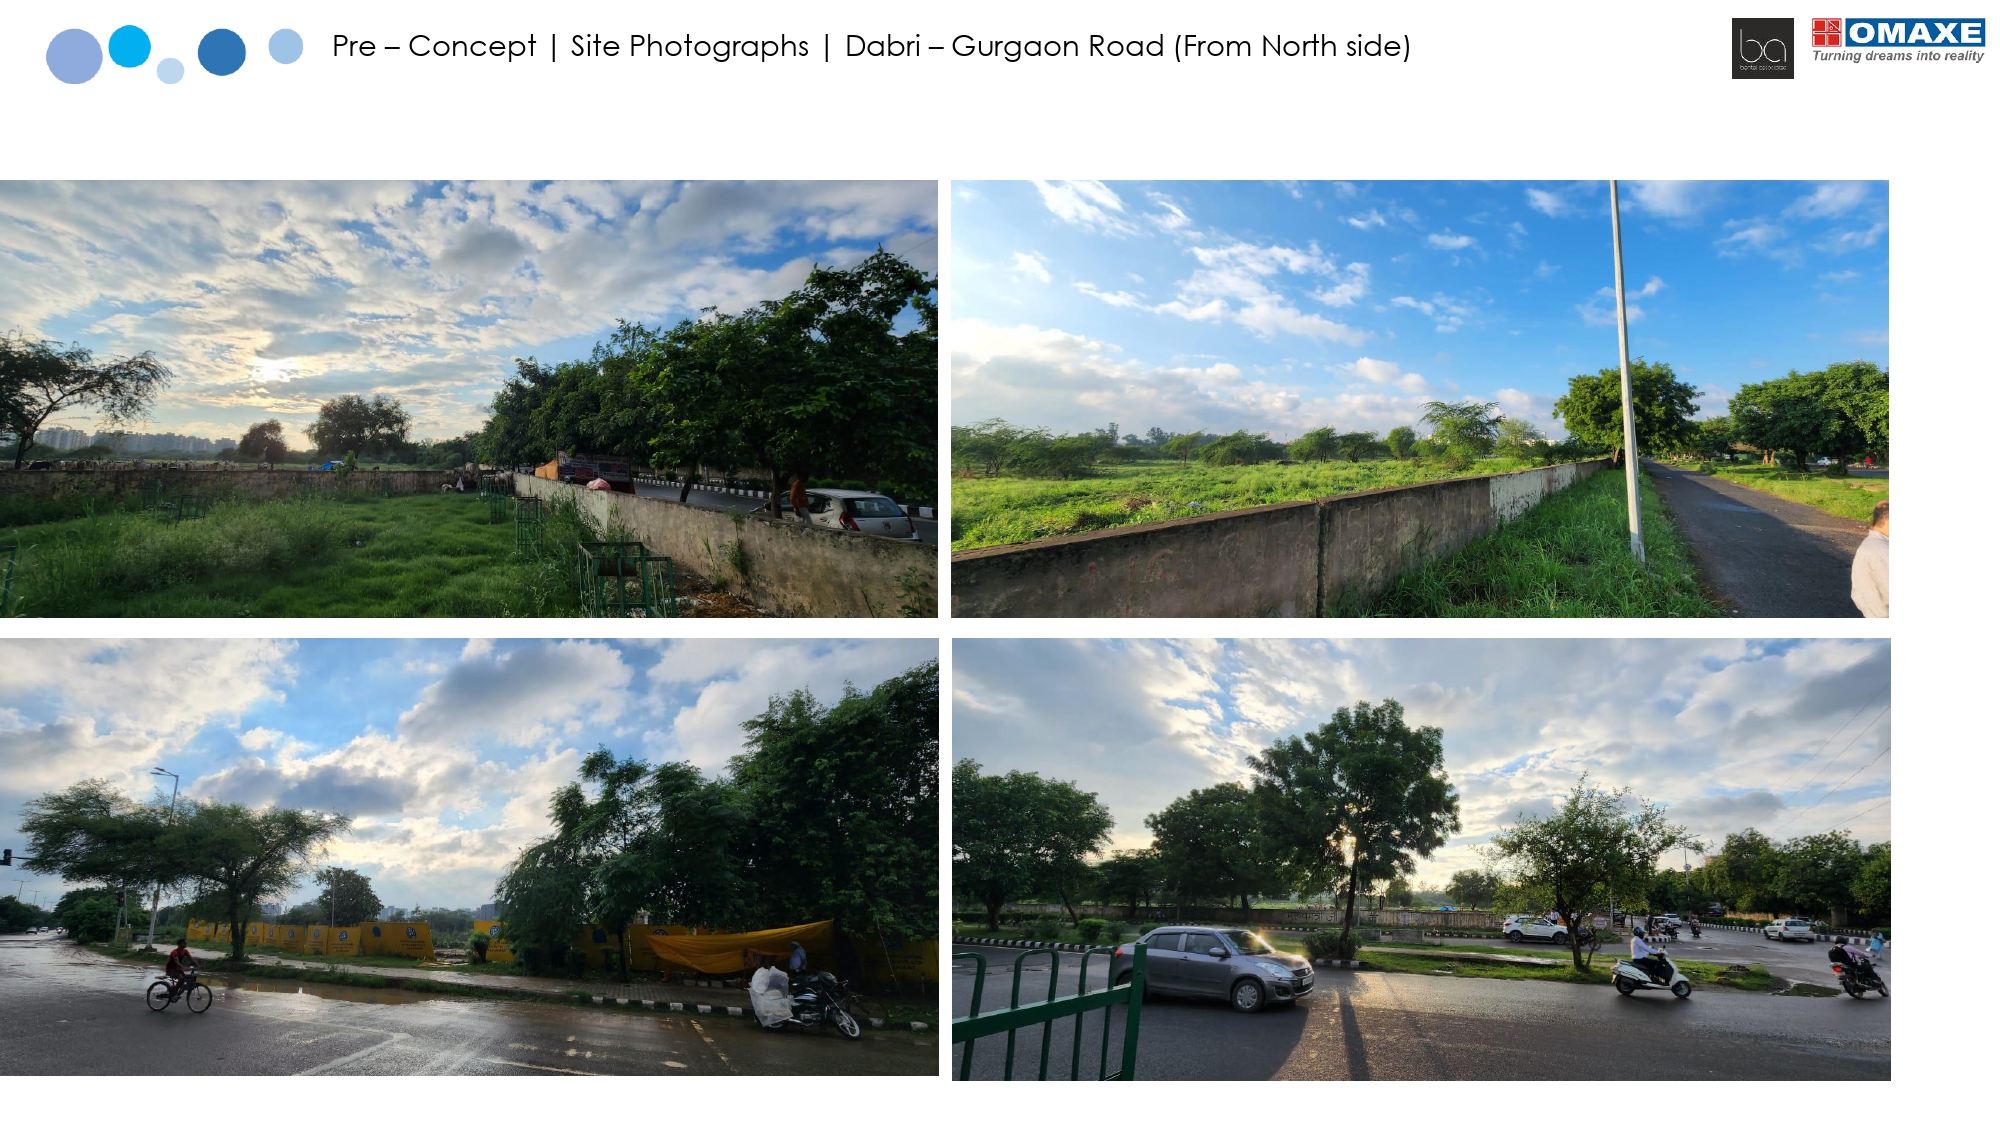 Pre – Concept | Site Photographs | Dabri – Gurgaon Road (From North side)
ba
OMAXE
Turning dreams into reality